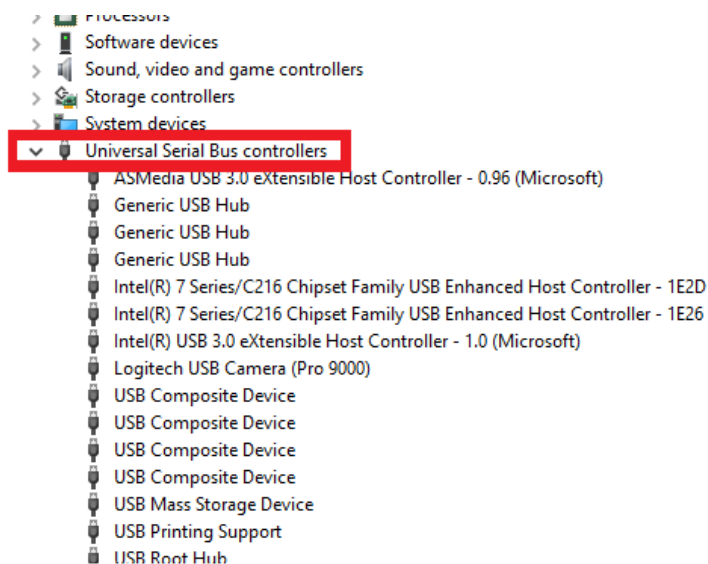 Processors
Software devices
Sound, video and game controllers
Storage controllers
System devices
Universal Serial Bus controllers
ASMedia USB 3.0 eXtensible Host Controller - 0.96 (Microsoft)
Generic USB Hub
Generic USB Hub
Generic USB Hub
Intel(R) 7 Series/C216 Chipset Family USB Enhanced Host Controller - 1E2D
Intel(R) 7 Series/C216 Chipset Family USB Enhanced Host Controller - 1E26
Intel(R) USB 3.0 eXtensible Host Controller - 1.0 (Microsoft)
Logitech USB Camera (Pro 9000)
USB Composite Device
USB Composite Device
USB Composite Device
USB Composite Device
USB Mass Storage Device
USB Printing Support
USB Root Hub